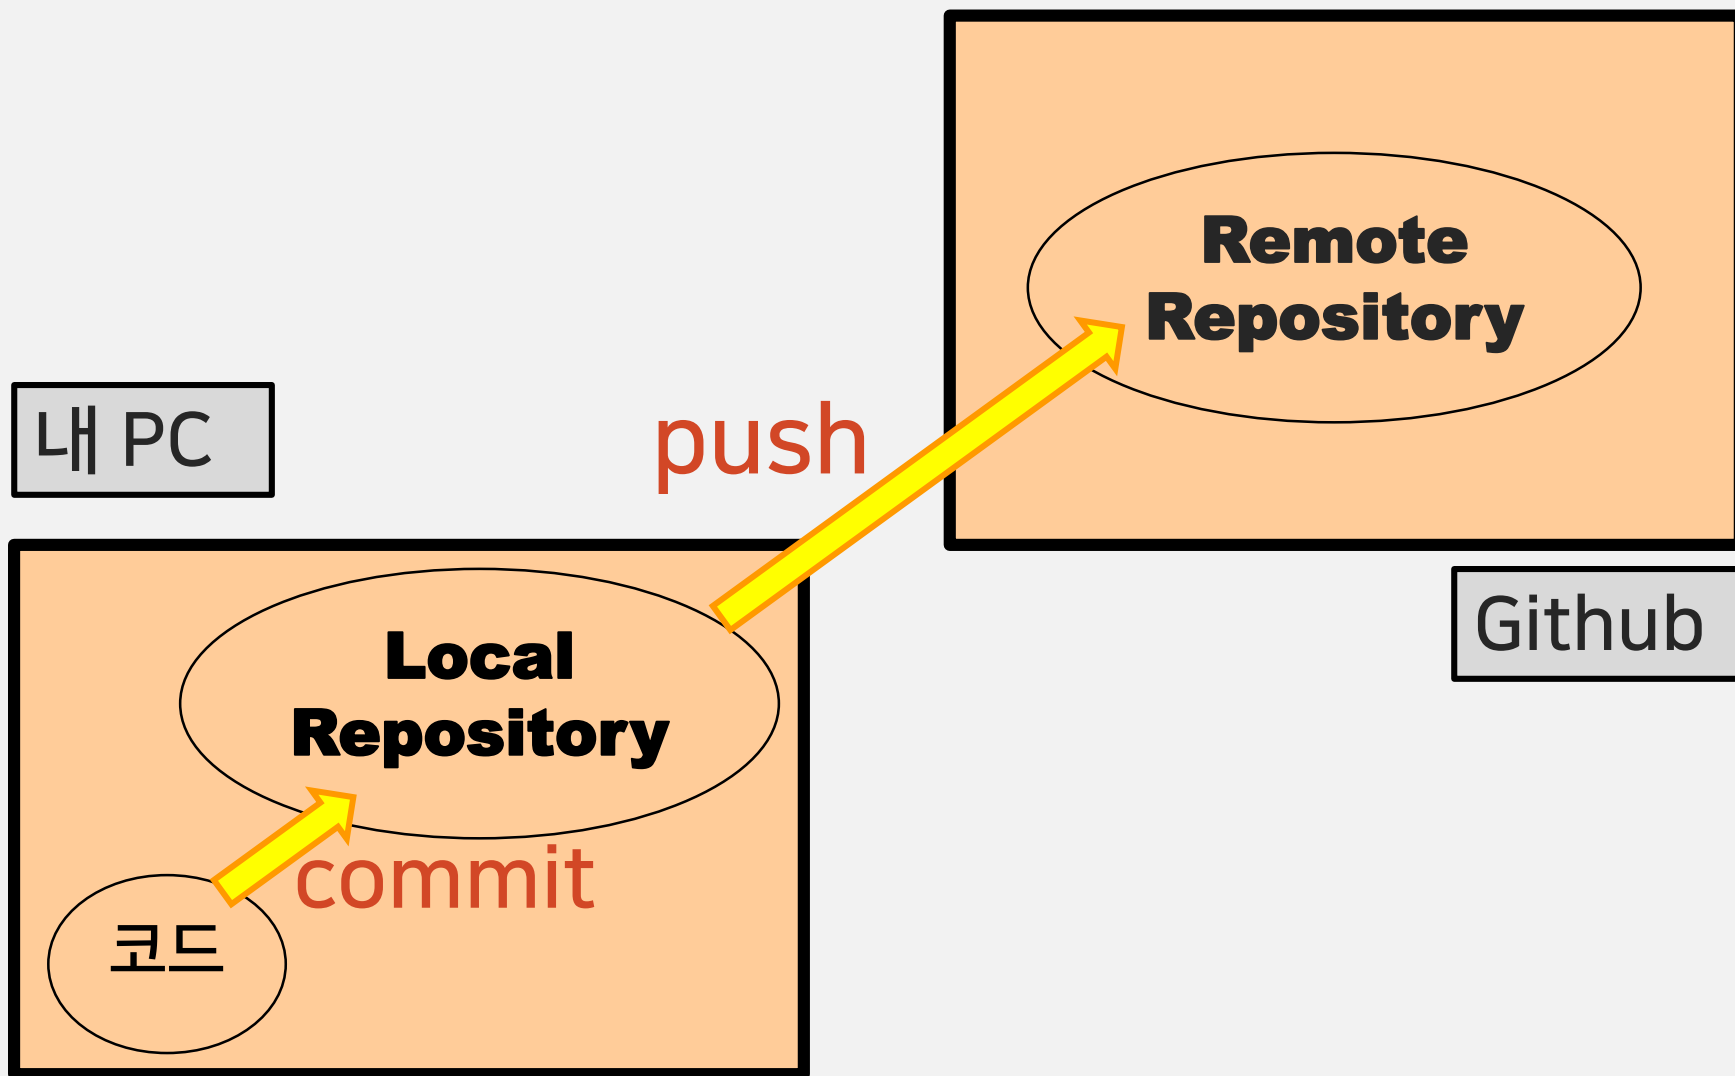 Remote
Repository
내 PC
push
Github
Local
Repository
commit
코드